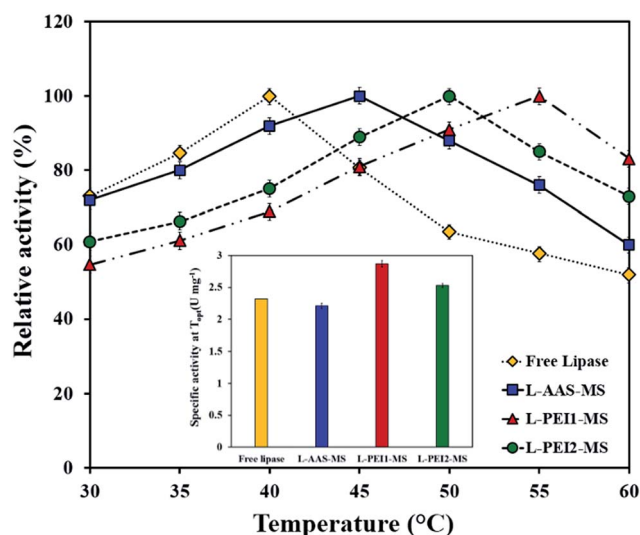 Relative activity (%)
120
100
80
60
40
20
0
30
35
40
45
50
55
60
Temperature (°C)
Free Lipase
L-AAS-MS
L-PEI1-MS
L-PEI2-MS
Specific activity at Topt(U mg-1)
3
2.5
2
1.5
1
0.5
0
Free lipase
L-AAS-MS
L-PEI1-MS
L-PEI2-MS